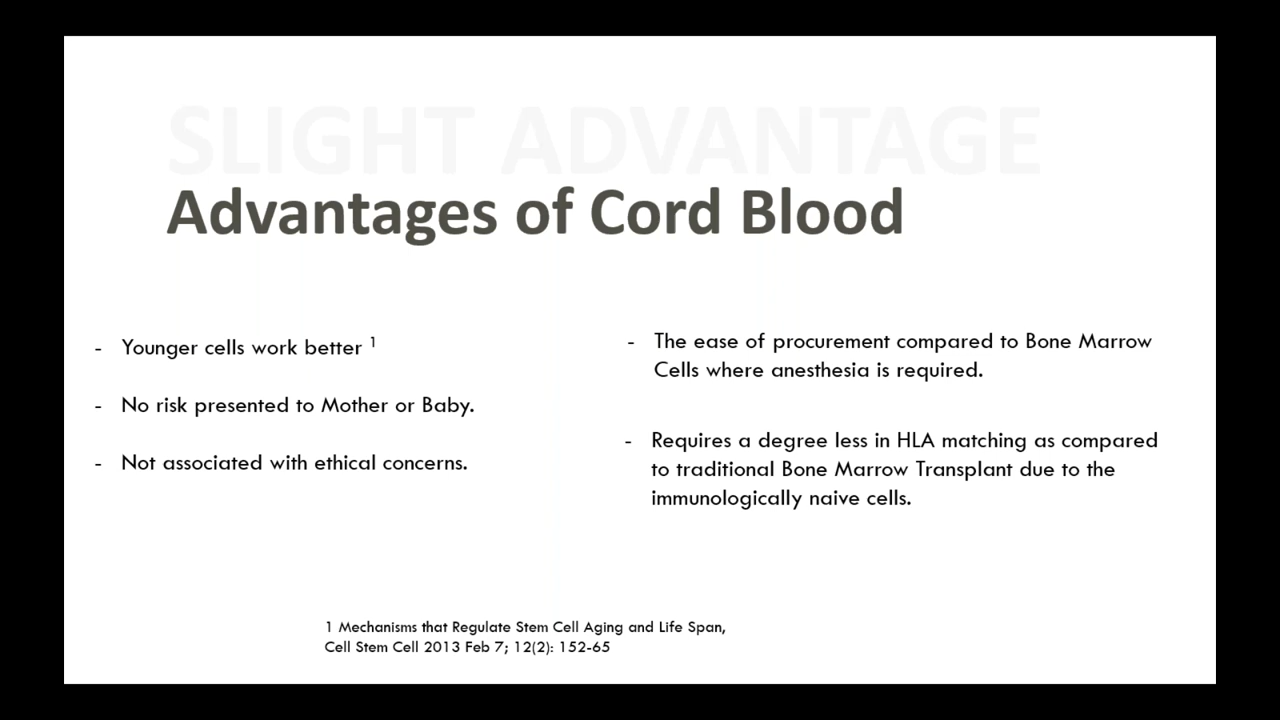 SLIGHT ADVANTAGE
Advantages of Cord Blood
- Younger cells work better 1
- No risk presented to Mother or Baby.
- Not associated with ethical concerns.
- The ease of procurement compared to Bone Marrow
Cells where anesthesia is required.
- Requires a degree less in HLA matching as compared
to traditional Bone Marrow Transplant due to the
immunologically naive cells.
1 Mechanisms that Regulate Stem Cell Aging and Life Span,
Cell Stem Cell 2013 Feb 7; 12(2): 152-65